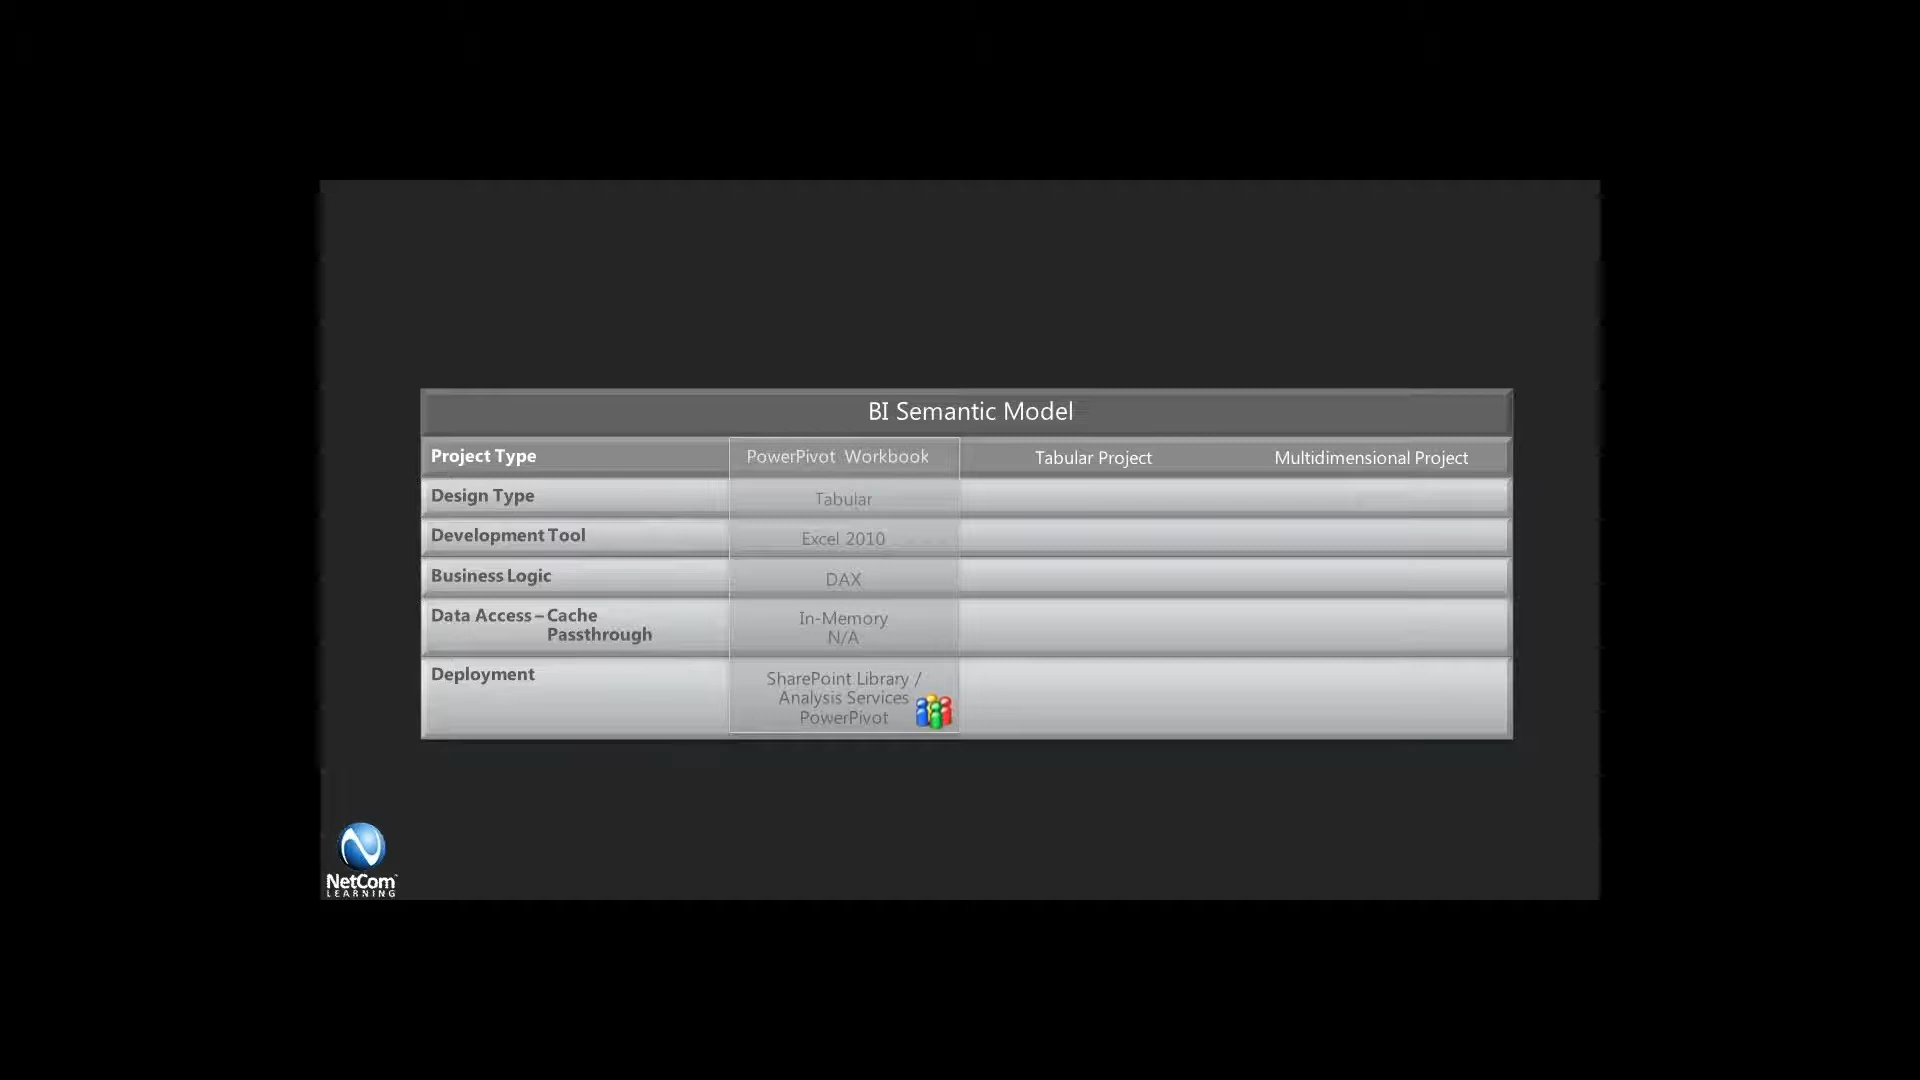 BI Semantic Model
Project Type PowerPivot Workbook Tabular Project Multidimensional Project
Design Type Tabular
Development Tool Excel 2010
Business Logic DAX
Data Access – Cache In-Memory
Passthrough N/A
Deployment SharePoint Library /
Analysis Services
PowerPivot
NetCom
LEARNING